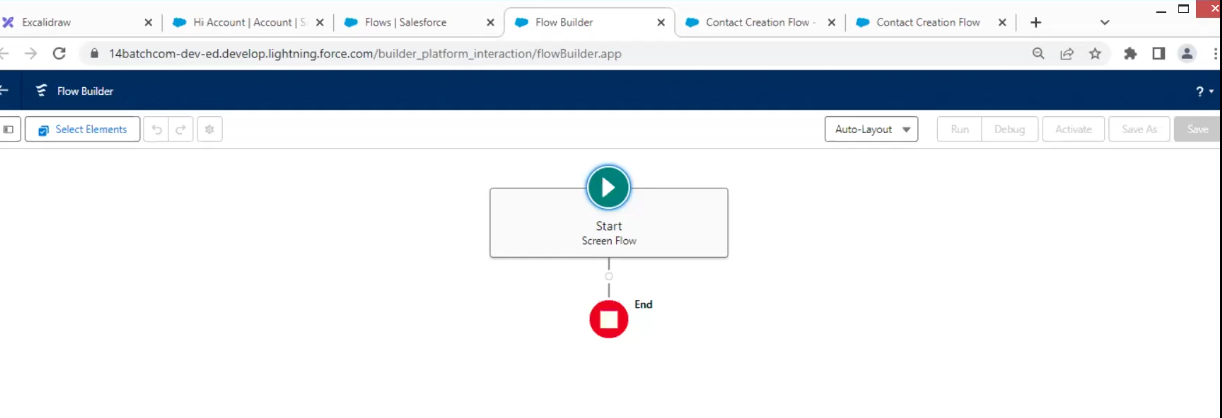 Excalidraw
Hi Account | Account | S
Flows | Salesforce
Flow Builder
Contact Creation Flow -
Contact Creation Flow
14batchcom-dev-ed.develop.lightning.force.com/builder_platform_interaction/flowBuilder.app
Flow Builder
?
Select Elements
Auto-Layout
Run
Debug
Activate
Save As
Save
Start
Screen Flow
End